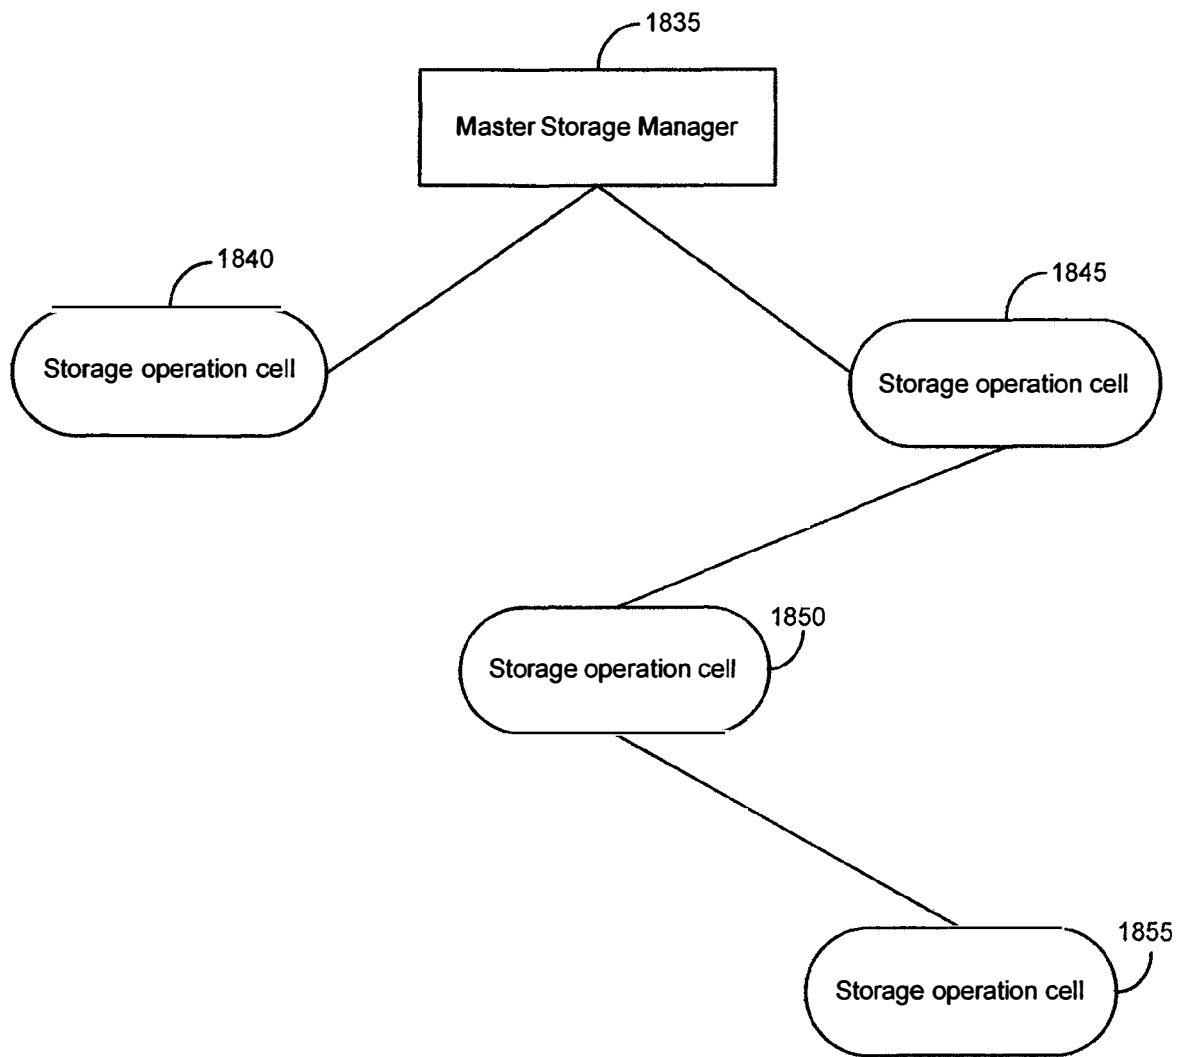 1835
Master Storage Manager
1840
1845
Storage operation cell
Storage operation cell
1850
Storage operation cell
1855
Storage operation cell